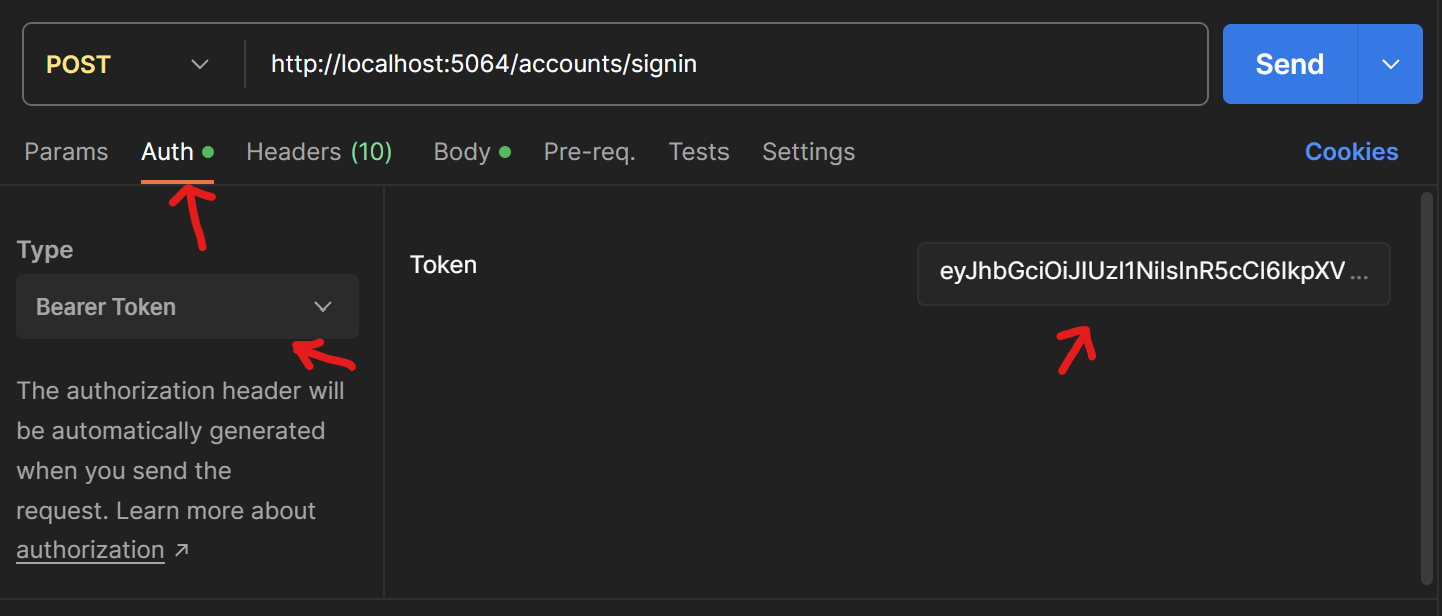 POST http://localhost:5064/accounts/signin Send
Params Auth Headers (10) Body Pre-req. Tests Settings Cookies
Type
Bearer Token
The authorization header will
be automatically generated
when you send the
request. Learn more about
authorization ↗
Token eyJhbGciOiJIUzI1NiIsInR5cCI6IkpXV ...